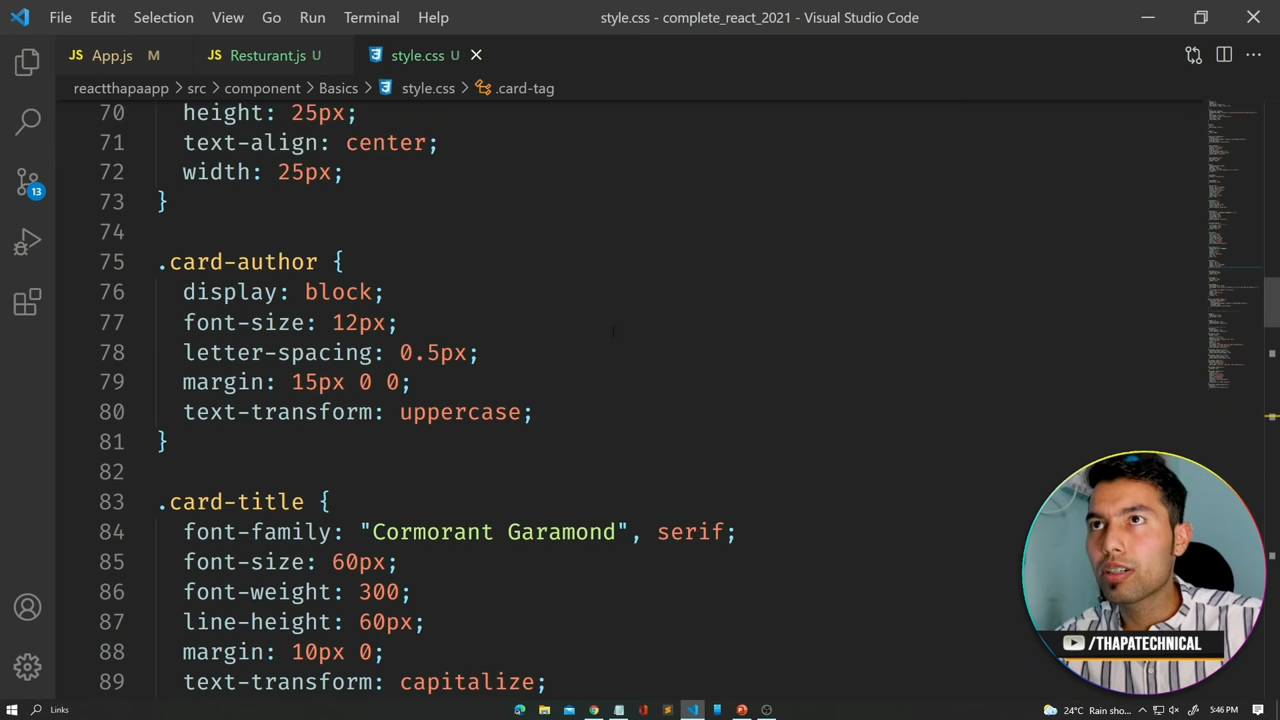 File Edit Selection View Go Run Terminal Help
style.css - complete_react_2021 - Visual Studio Code
JS App.js M
JS Resturant.js U
style.css U
reactthapaapp > src > component > Basics > style.css > .card-tag
70 height: 25px;
71 text-align: center;
72 width: 25px;
73 }
74
75 .card-author {
76 display: block;
77 font-size: 12px;
78 letter-spacing: 0.5px;
79 margin: 15px 0 0;
80 text-transform: uppercase;
81 }
82
83 .card-title {
84 font-family: "Cormorant Garamond", serif;
85 font-size: 60px;
86 font-weight: 300;
87 line-height: 60px;
88 margin: 10px 0;
89 text-transform: capitalize;
13
/THAPATECHNICAL
Links
24°C Rain sho...
5:46 PM